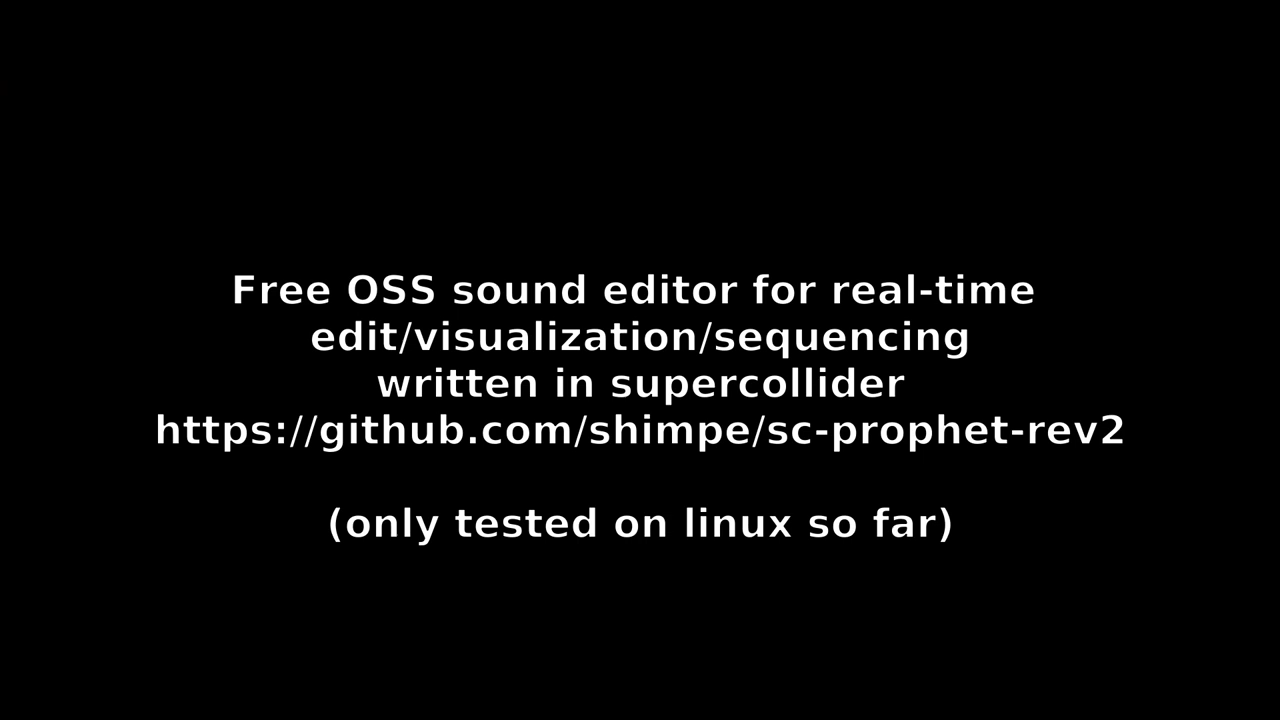 Free OSS sound editor for real-time
edit/visualization/sequencing
written in supercollider
https://github.com/shimpe/sc-prophet-rev2
(only tested on linux so far)